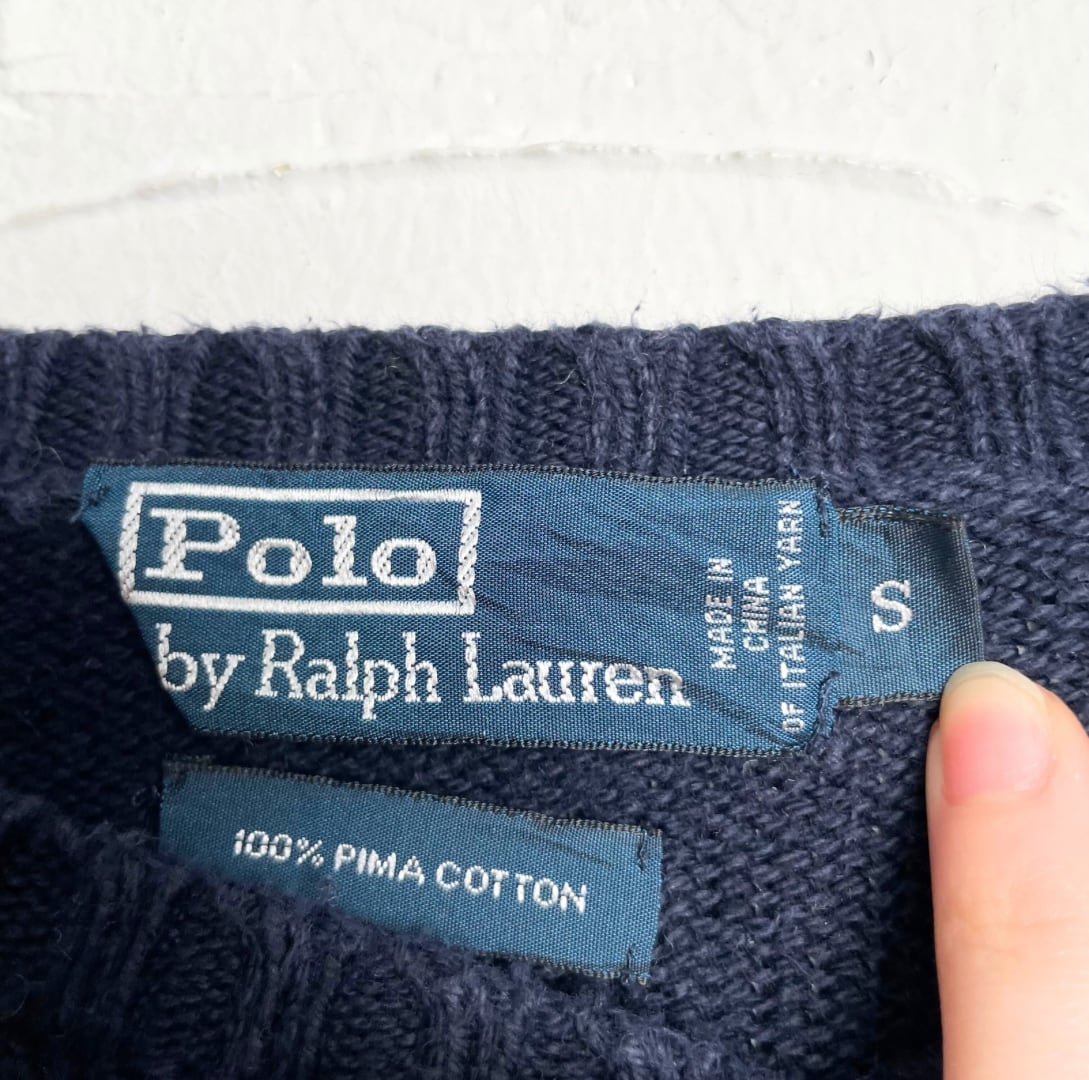 Polo
by Ralph Lauren
MADE IN
CHINA
OF ITALIAN YARN
S
100% PIMA COTTON